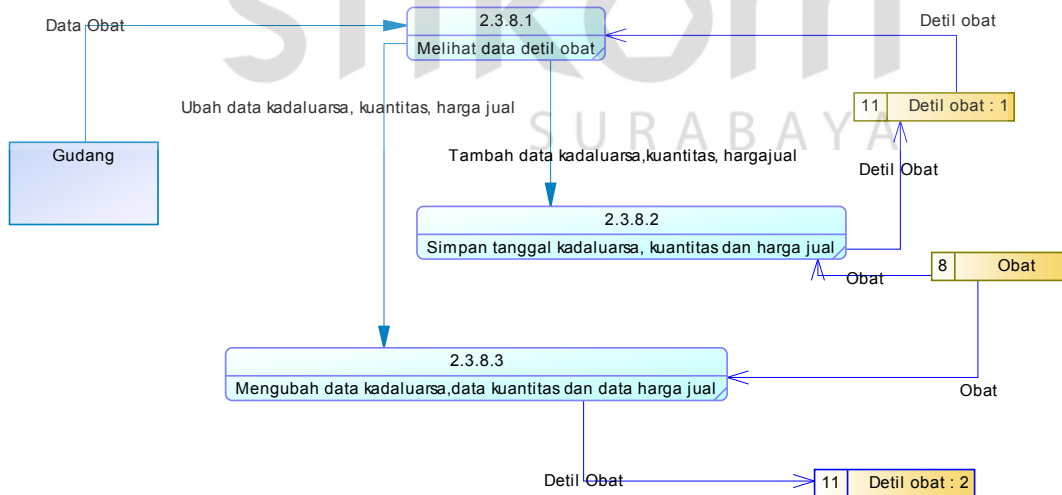 stikom
SURABAYA
Data Obat
2.3.8.1
Melihat data detil obat
Detil obat
Ubah data kadaluarsa, kuantitas, harga jual
11 Detil obat : 1
Gudang
Tambah data kadaluarsa,kuantitas, hargajual
Detil Obat
2.3.8.2
Simpan tanggal kadaluarsa, kuantitas dan harga jual
8 Obat
Obat
2.3.8.3
Mengubah data kadaluarsa,data kuantitas dan data harga jual
Obat
Detil Obat
11 Detil obat : 2